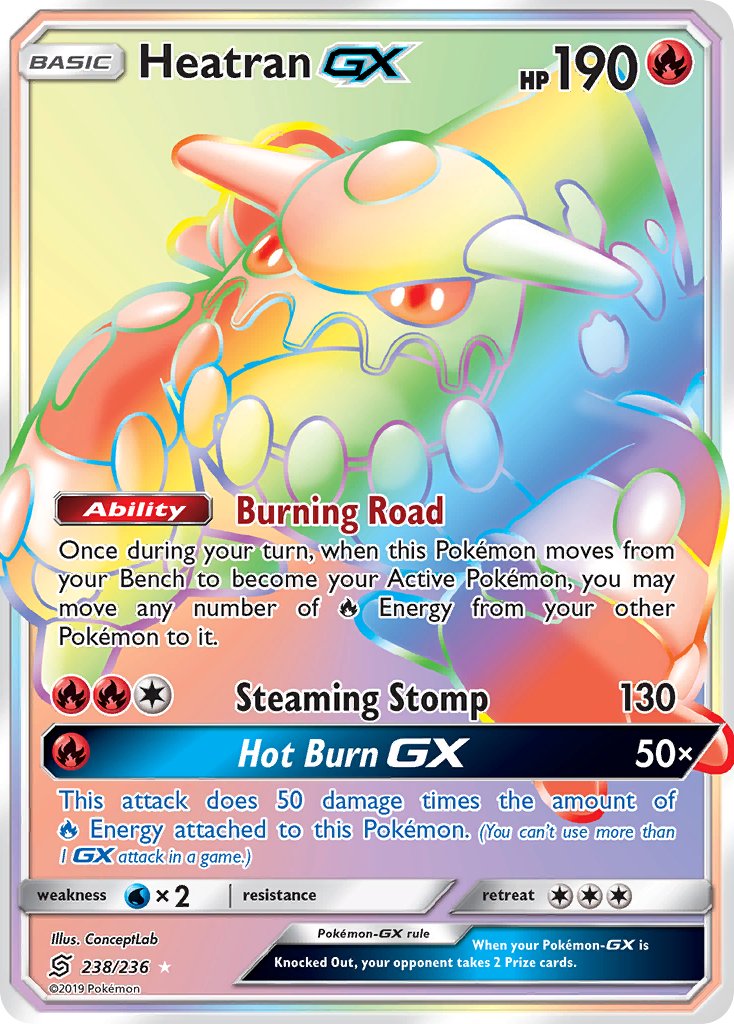 BASIC Heatran GX HP 190
Ability Burning Road
Once during your turn, when this Pokémon moves from
your Bench to become your Active Pokémon, you may
move any number of Energy from your other
Pokémon to it.
Steaming Stomp 130
Hot Burn GX 50×
This attack does 50 damage times the amount of
Energy attached to this Pokémon. (You can't use more than
1 GX attack in a game.)
weakness ×2 resistance retreat
Illus. ConceptLab
238/236
©2019 Pokémon
Pokémon-GX rule
When your Pokémon-GX is
Knocked Out, your opponent takes 2 Prize cards.